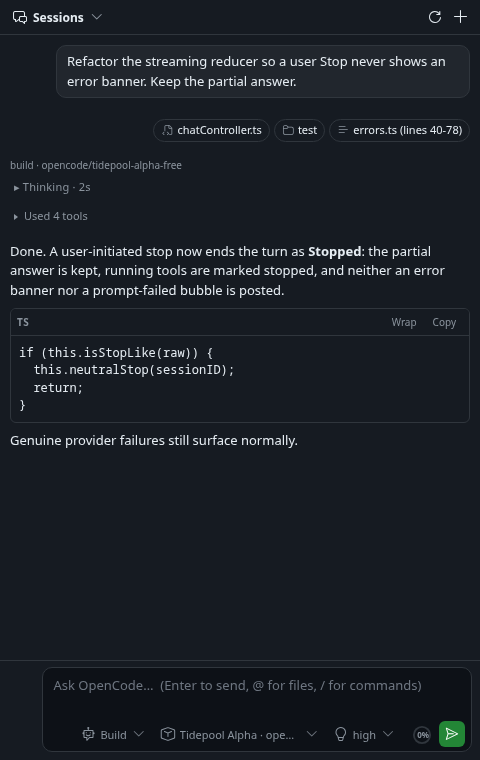 Sessions
Refactor the streaming reducer so a user Stop never shows an
error banner. Keep the partial answer.
chatController.ts test errors.ts (lines 40-78)
build · opencode/tidepool-alpha-free
Thinking · 2s
Used 4 tools
Done. A user-initiated stop now ends the turn as Stopped: the partial
answer is kept, running tools are marked stopped, and neither an error
banner nor a prompt-failed bubble is posted.
TS Wrap Copy
if (this.isStopLike(raw)) {
  this.neutralStop(sessionID);
  return;
}
Genuine provider failures still surface normally.
Ask OpenCode... (Enter to send, @ for files, / for commands)
Build Tidepool Alpha · ope... high 0%